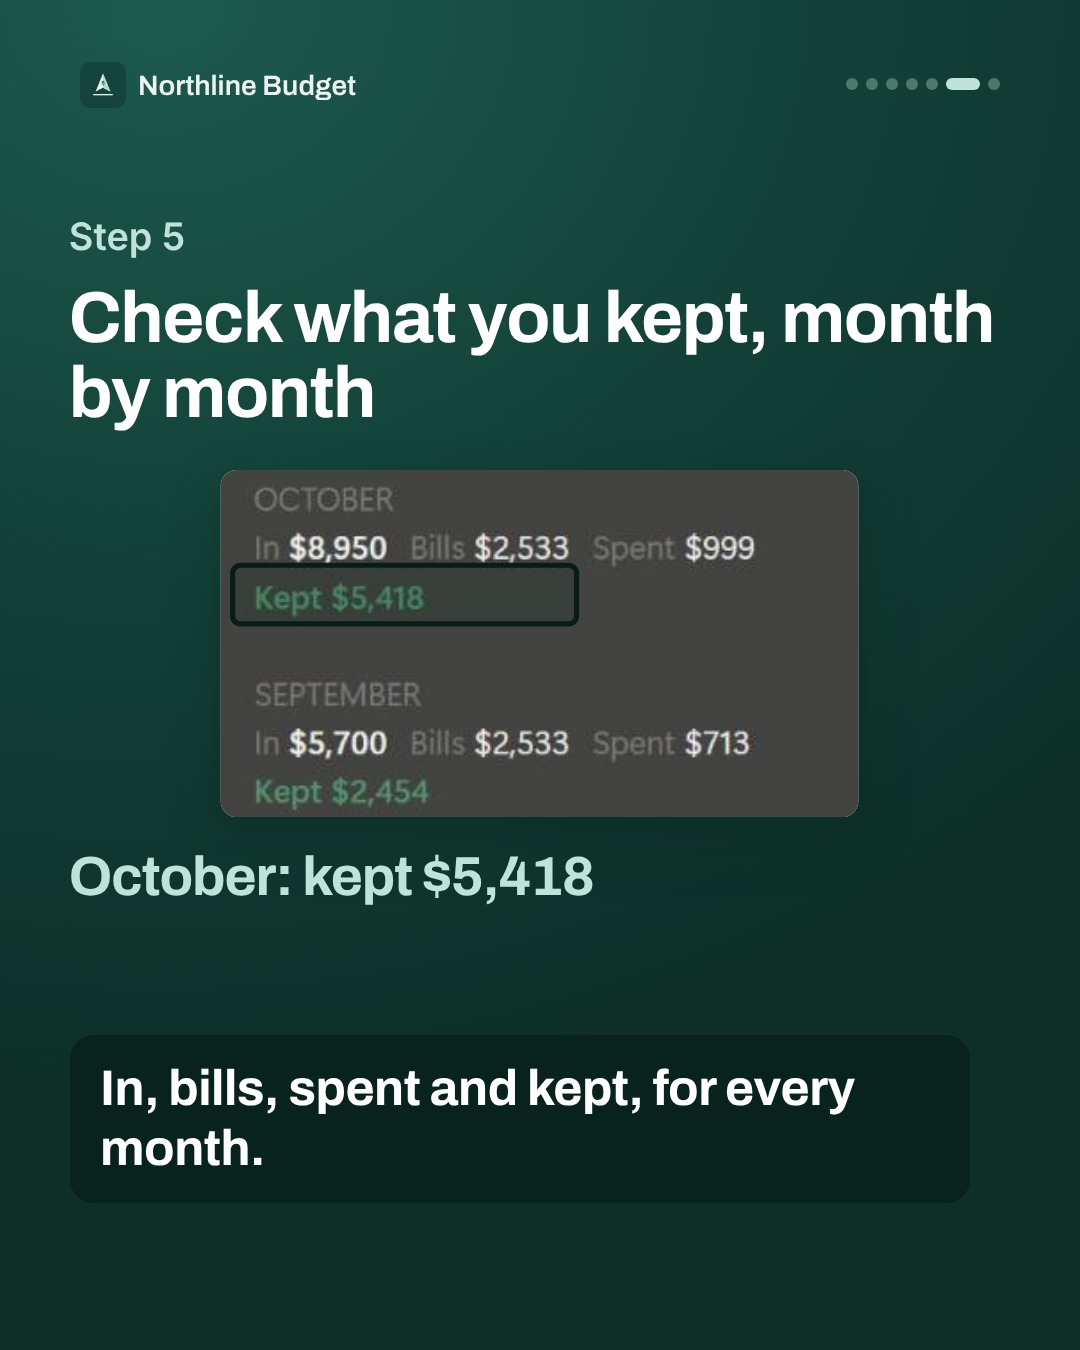 Northline Budget
Step 5
Check what you kept, month
by month
OCTOBER
In $8,950 Bills $2,533 Spent $999
Kept $5,418
SEPTEMBER
In $5,700 Bills $2,533 Spent $713
Kept $2,454
October: kept $5,418
In, bills, spent and kept, for every
month.